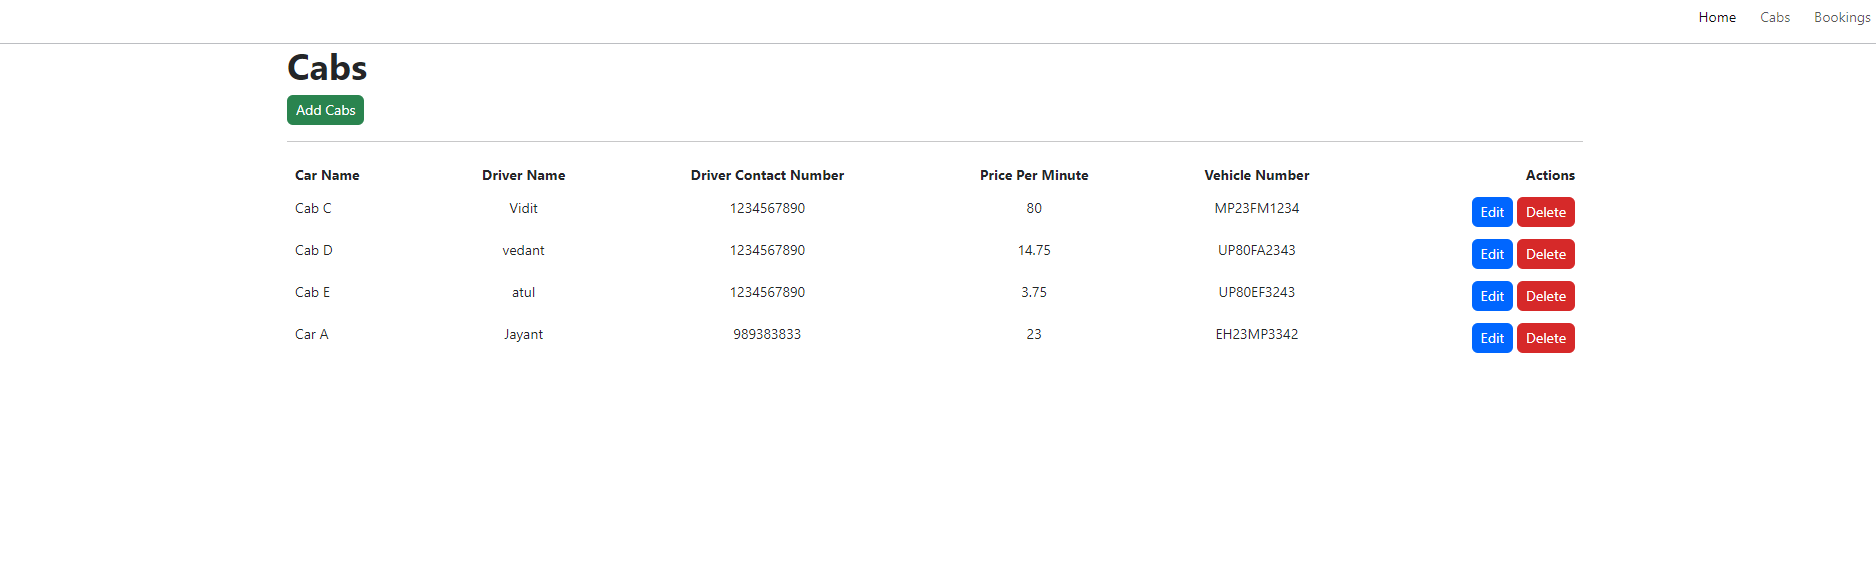 Home Cabs Bookings
Cabs
Add Cabs
Car Name Driver Name Driver Contact Number Price Per Minute Vehicle Number Actions
Cab C Vidit 1234567890 80 MP23FM1234 Edit Delete
Cab D vedant 1234567890 14.75 UP80FA2343 Edit Delete
Cab E atul 1234567890 3.75 UP80EF3243 Edit Delete
Car A Jayant 989383833 23 EH23MP3342 Edit Delete